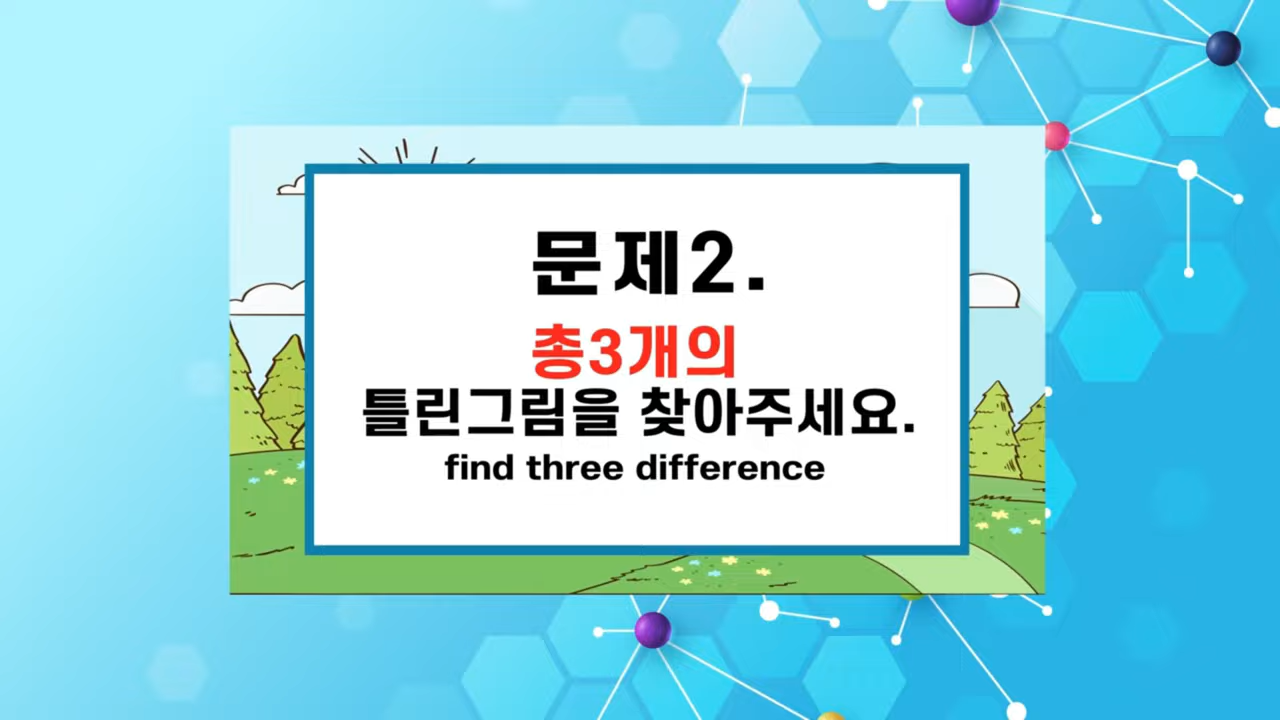 문제2.
총3개의
틀린그림을 찾아주세요.
find three difference